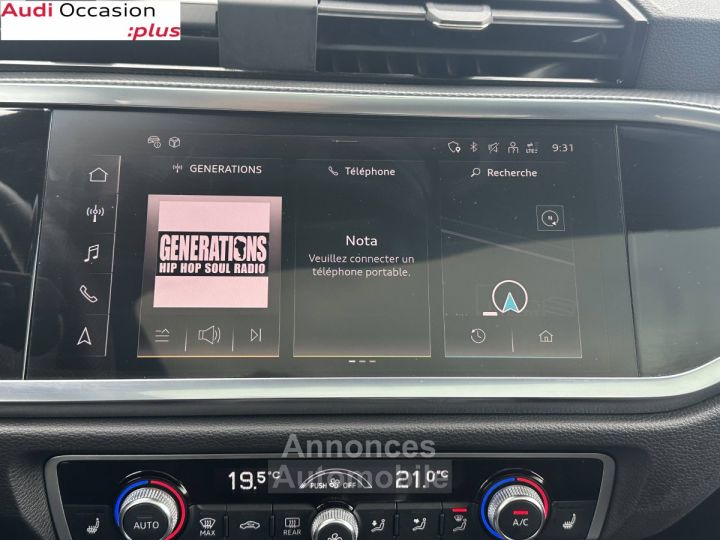 Audi Occasion
:plus
LTE
9:31
GENERATIONS
Téléphone
Recherche
GENERATIONS
HIP HOP SOUL RADIO
Nota
Veuillez connecter un
téléphone portable.
N
Annonces
Automobile
19.5°C
PUSH OFF
21.0°C
AUTO
MAX
REAR
A/C